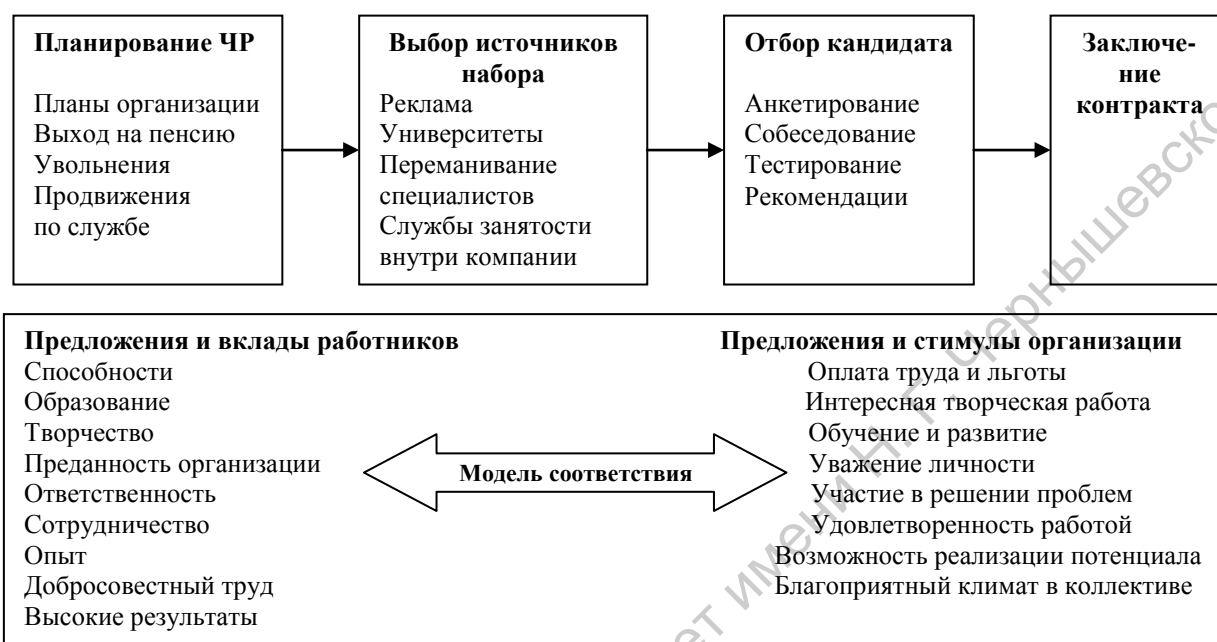 Планирование ЧР
Планы организации
Выход на пенсию
Увольнения
Продвижения
по службе
Выбор источников
набора
Реклама
Университеты
Переманивание
специалистов
Службы занятости
внутри компании
Отбор кандидата
Анкетирование
Собеседование
Тестирование
Рекомендации
Заключе-
ние
контракта
Предложения и вклады работников
Способности
Образование
Творчество
Преданность организации
Ответственность
Сотрудничество
Опыт
Добросовестный труд
Высокие результаты
Модель соответствия
Предложения и стимулы организации
Оплата труда и льготы
Интересная творческая работа
Обучение и развитие
Уважение личности
Участие в решении проблем
Удовлетворенность работой
Возможность реализации потенциала
Благоприятный климат в коллективе
имени Н. Г.